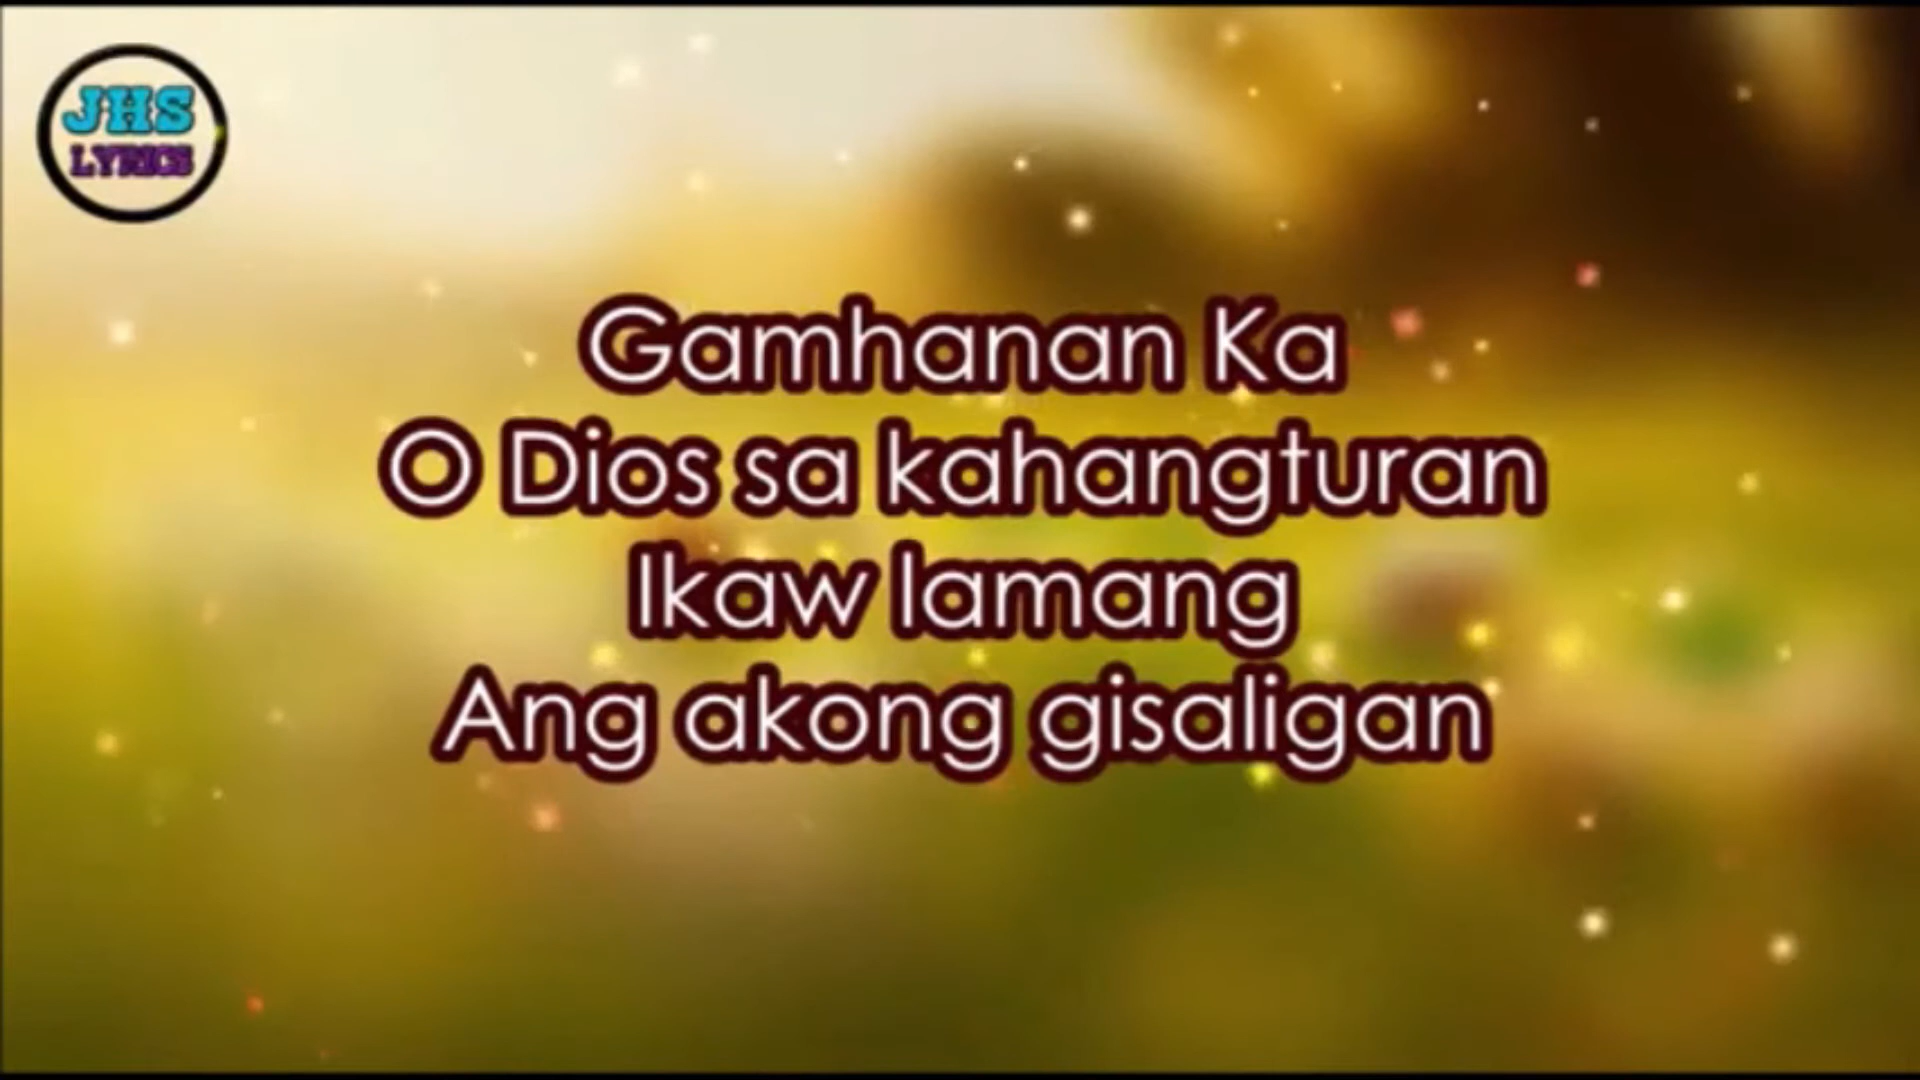 JHS
LYRICS
Gamhanan Ka
O Dios sa kahangturan
Ikaw lamang
Ang akong gisaligan